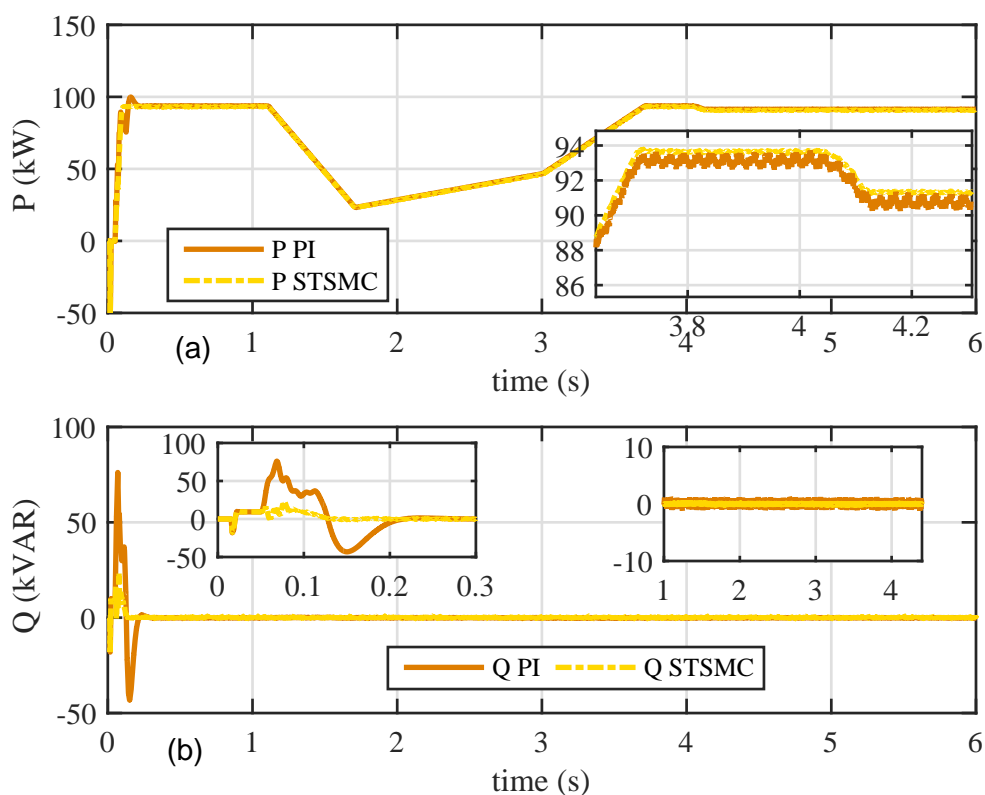 150
100
50
0
-50
P (kW)
P PI
P STSMC
94
92
90
88
86
3.8 4 4.2
0 1 2 3 4 5 6
(a)
time (s)
100
50
0
-50
Q (kVAR)
100
50
0
-50
0 0.1 0.2 0.3
10
0
-10
1 2 3 4
Q PI Q STSMC
0 1 2 3 4 5 6
(b)
time (s)